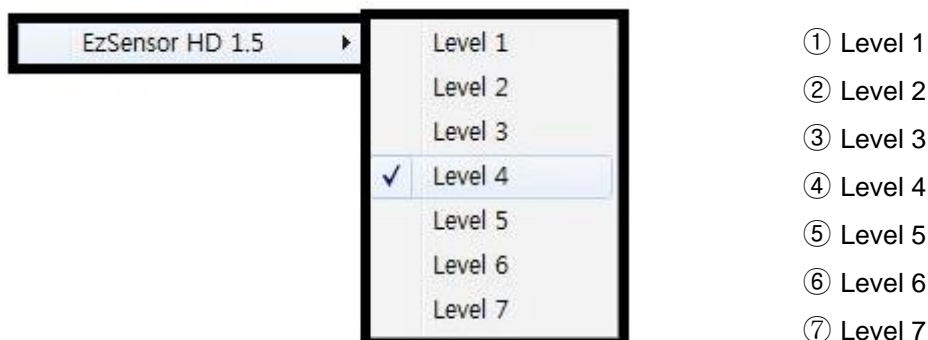 EzSensor HD 1.5
Level 1
Level 2
Level 3
Level 4
Level 5
Level 6
Level 7
① Level 1
② Level 2
③ Level 3
④ Level 4
⑤ Level 5
⑥ Level 6
⑦ Level 7